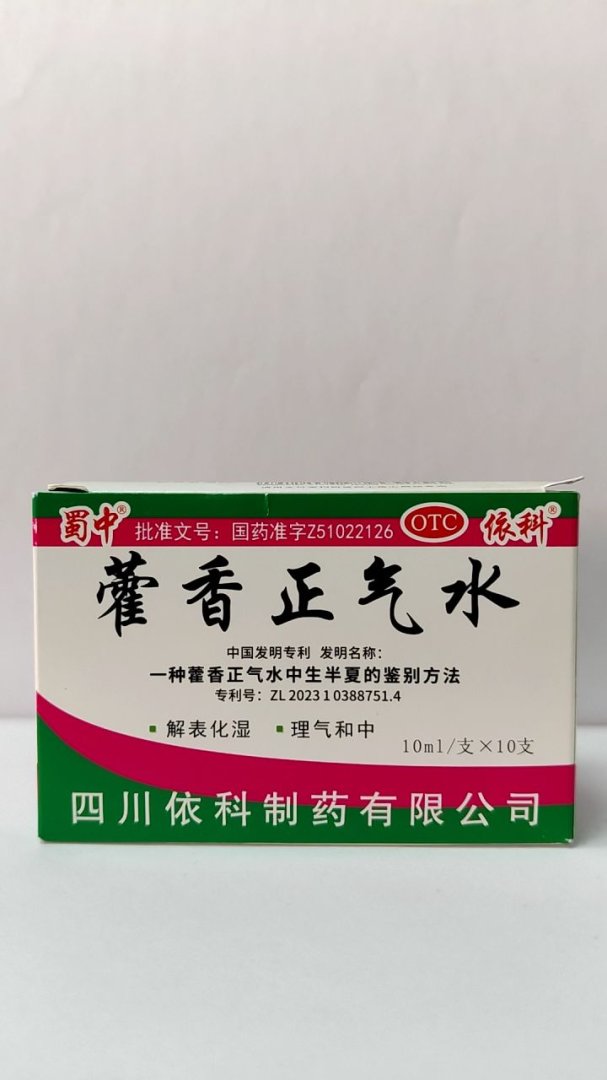 蜀中® 批准文号：国药准字Z51022126 OTC 依科®
藿香正气水
中国发明专利 发明名称：
一种藿香正气水中生半夏的鉴别方法
专利号：ZL 2023 1 0388751.4
▪ 解表化湿 ▪ 理气和中
10ml/支×10支
四川依科制药有限公司